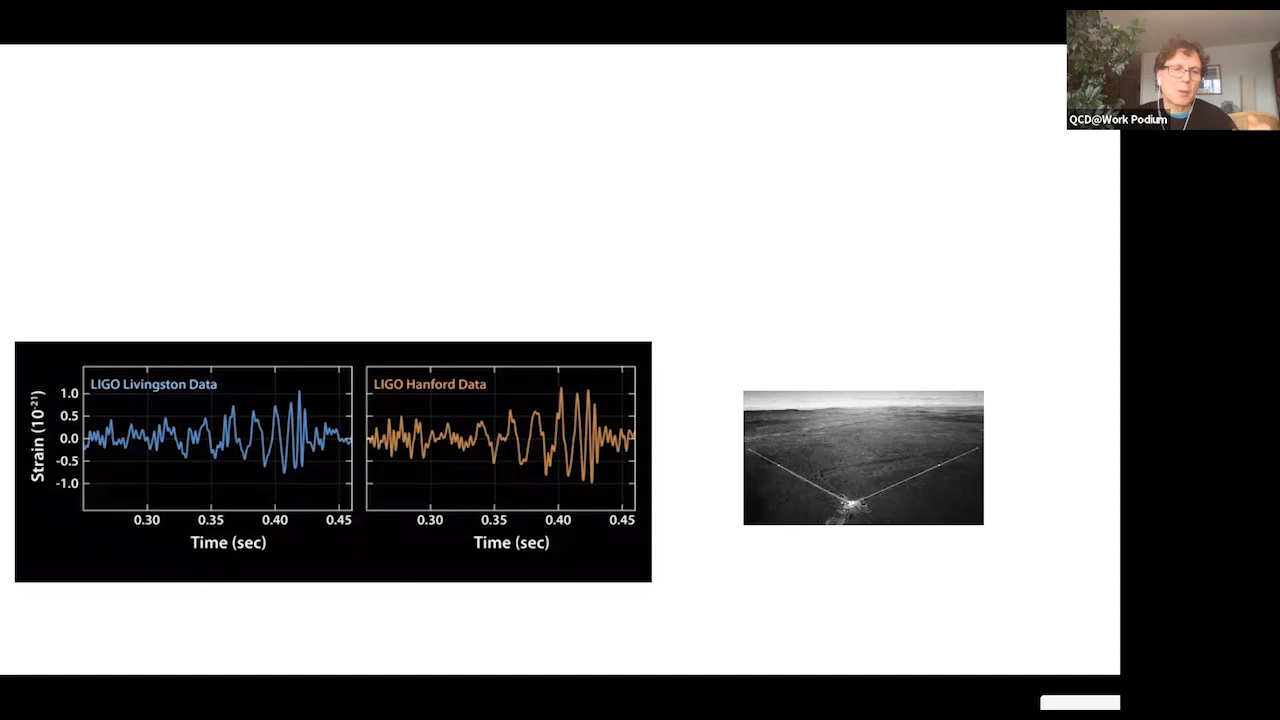 QCD@Work Podium
LIGO Livingston Data
LIGO Hanford Data
Strain (10⁻²¹)
1.0
0.5
0.0
-0.5
-1.0
0.30 0.35 0.40 0.45
0.30 0.35 0.40 0.45
Time (sec)
Time (sec)